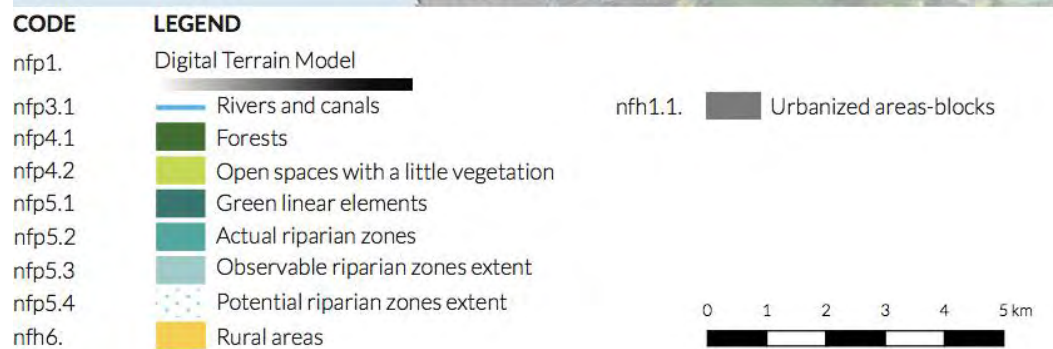 CODE LEGEND
nfp1. Digital Terrain Model
nfp3.1 Rivers and canals nfh1.1. Urbanized areas-blocks
nfp4.1 Forests
nfp4.2 Open spaces with a little vegetation
nfp5.1 Green linear elements
nfp5.2 Actual riparian zones
nfp5.3 Observable riparian zones extent
nfp5.4 Potential riparian zones extent
0 1 2 3 4 5 km
nfh6. Rural areas